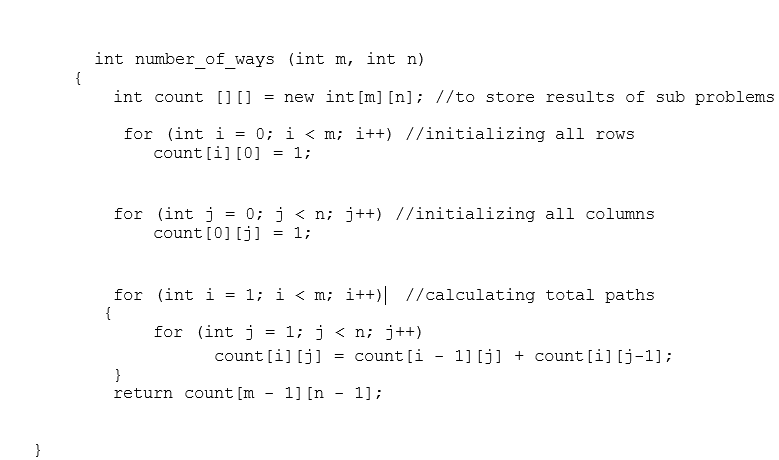 int number_of_ways (int m, int n)
{
int count [][] = new int[m][n]; //to store results of sub problems
for (int i = 0; i < m; i++) //initializing all rows
count[i][0] = 1;
for (int j = 0; j < n; j++) //initializing all columns
count[0][j] = 1;
for (int i = 1; i < m; i++) //calculating total paths
{
for (int j = 1; j < n; j++)
count[i][j] = count[i - 1][j] + count[i][j-1];
}
return count[m - 1][n - 1];
}